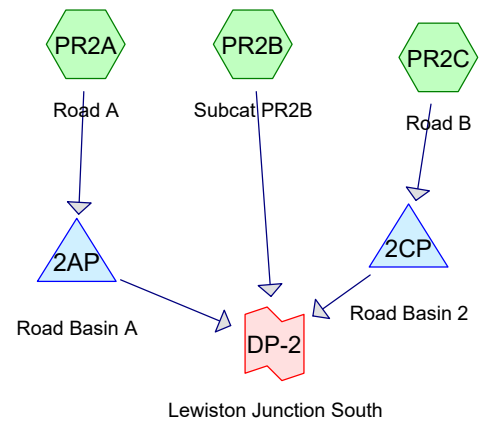 PR2A
PR2B
PR2C
Road A
Subcat PR2B
Road B
2AP
2CP
Road Basin A
Road Basin 2
DP-2
Lewiston Junction South